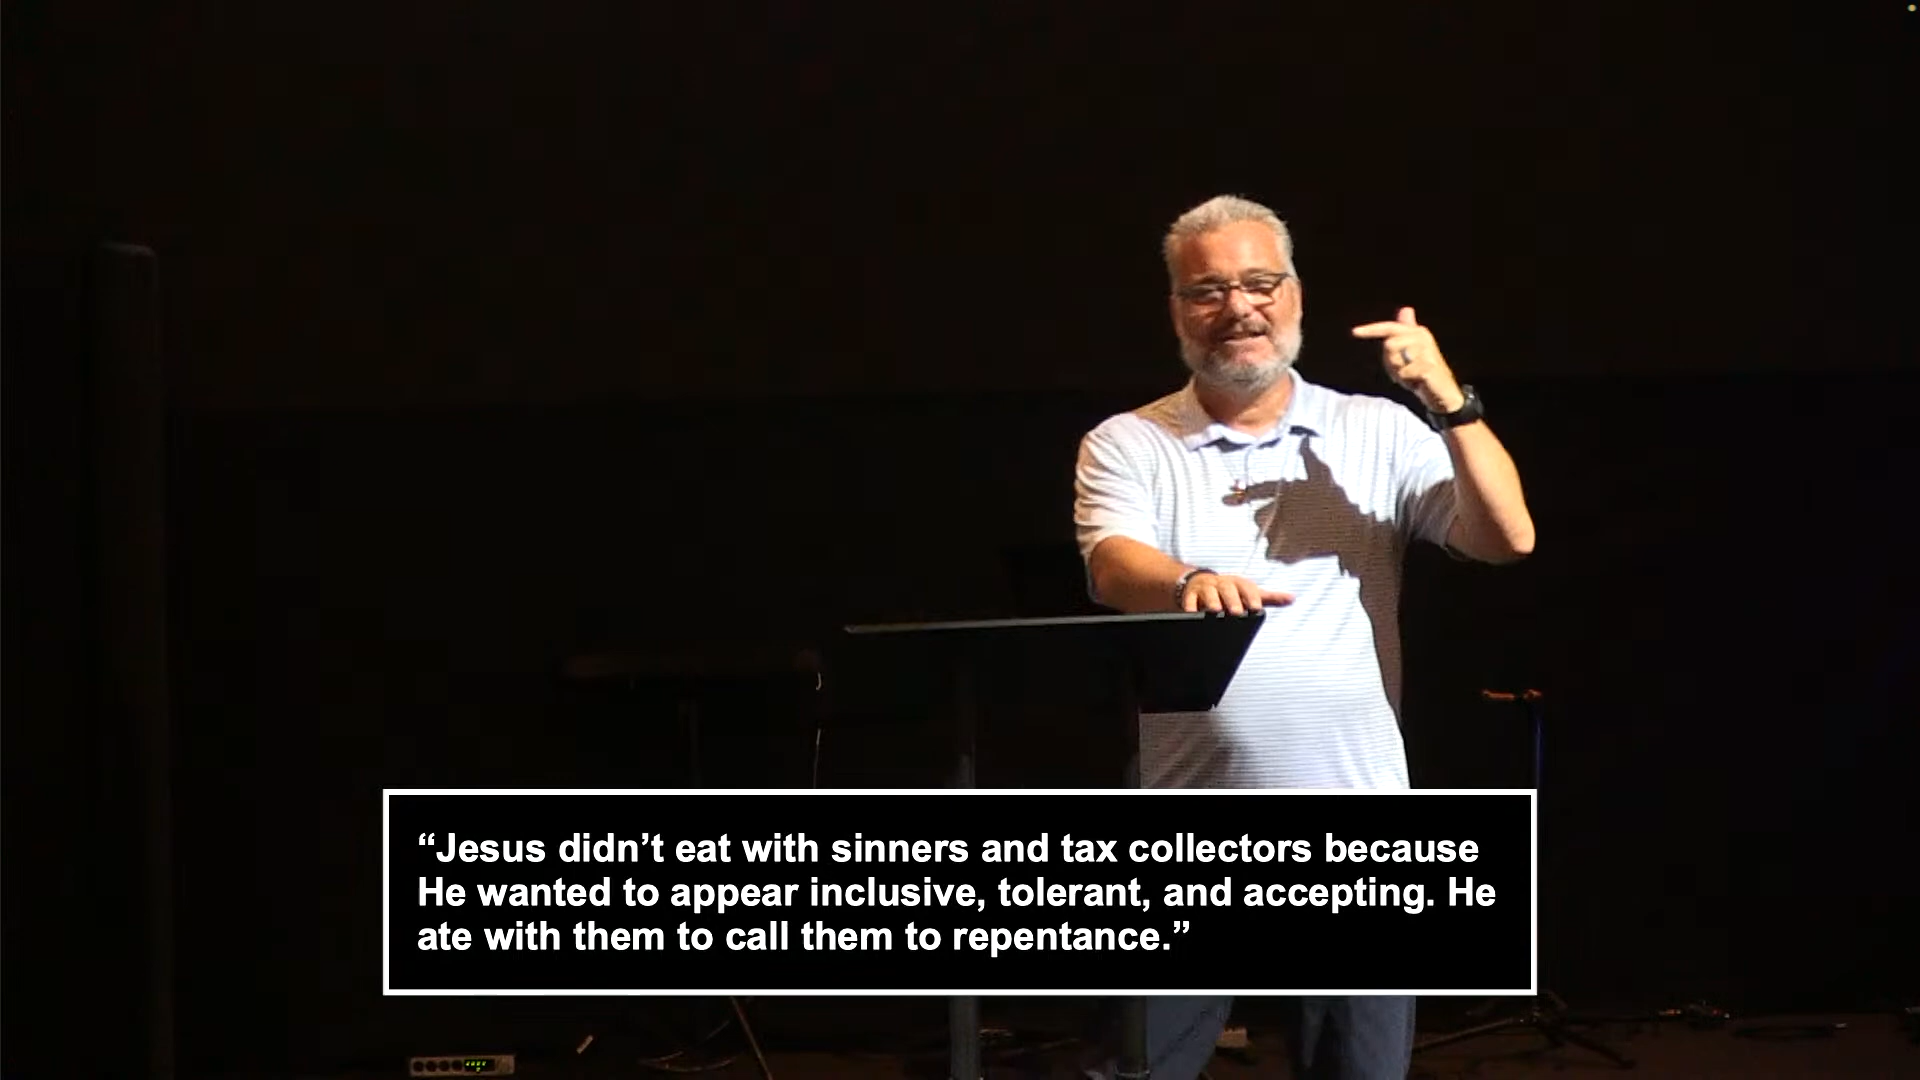 “Jesus didn’t eat with sinners and tax collectors because
He wanted to appear inclusive, tolerant, and accepting. He
ate with them to call them to repentance.”